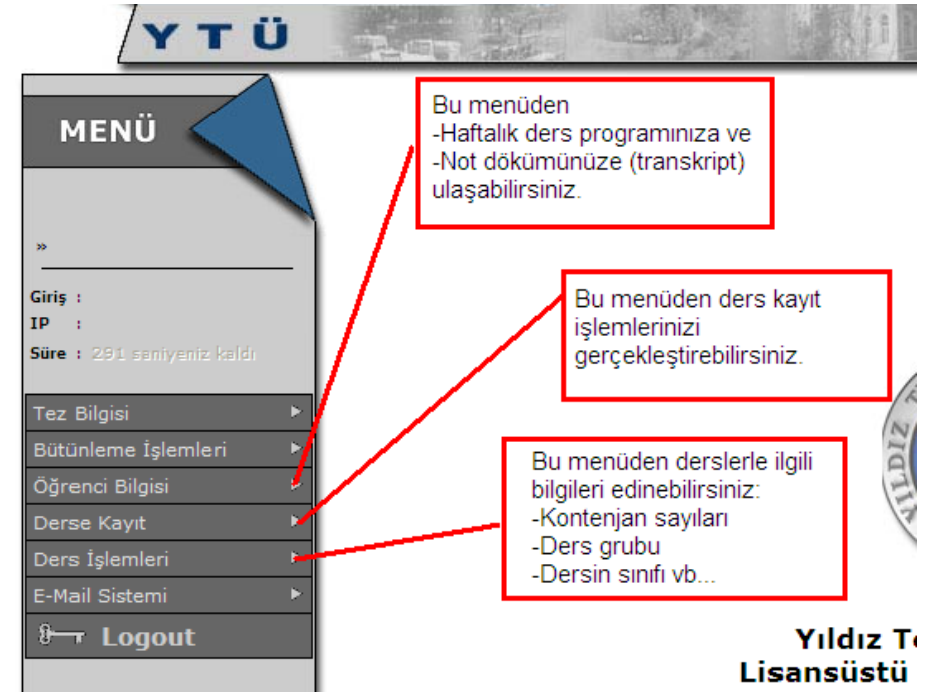 YTÜ
MENÜ
»
Giriş :
IP :
Süre : 291 saniyeniz kaldı
Tez Bilgisi
Bütünleme İşlemleri
Öğrenci Bilgisi
Derse Kayıt
Ders İşlemleri
E-Mail Sistemi
Logout
Bu menüden
-Haftalık ders programınıza ve
-Not dökümünüze (transkript)
ulaşabilirsiniz.
Bu menüden ders kayıt
işlemlerinizi
gerçekleştirebilirsiniz.
Bu menüden derslerle ilgili
bilgileri edinebilirsiniz:
-Kontenjan sayıları
-Ders grubu
-Dersin sınıfı vb...
YILDIZ
Yıldız
Lisansüstü